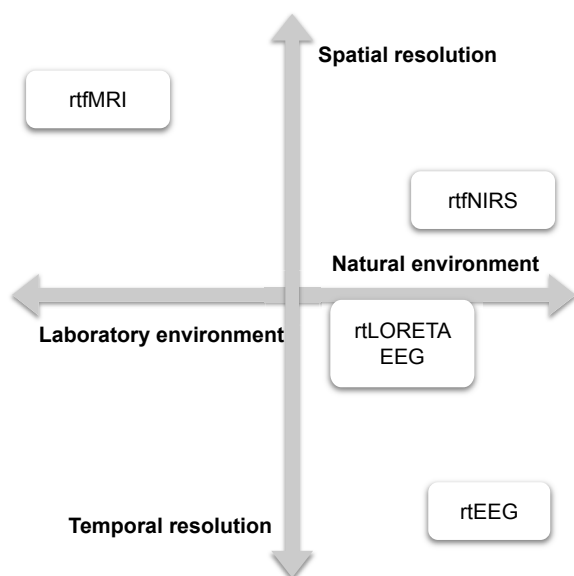 Spatial resolution
rtfMRI
rtfNIRS
Natural environment
Laboratory environment
rtLORETA
EEG
rtEEG
Temporal resolution